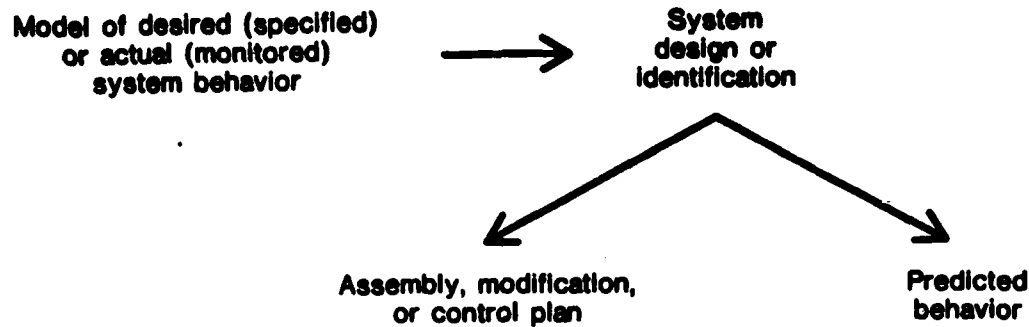 Model of desired (specified)
or actual (monitored)
system behavior
System
design or
identification
Assembly, modification,
or control plan
Predicted
behavior